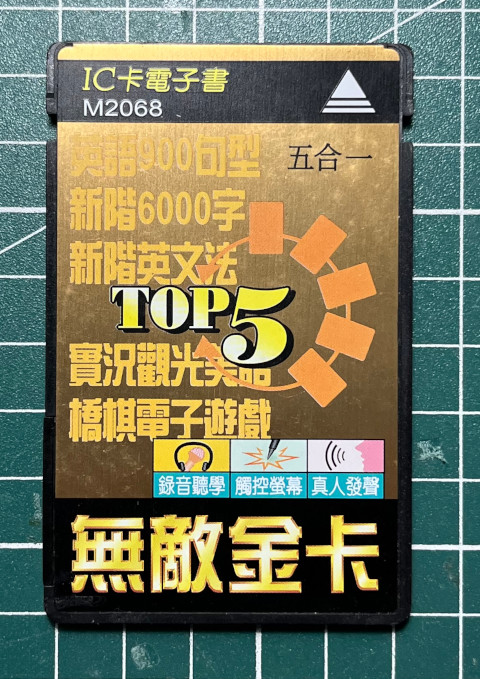 IC卡電子書
M2068
英語900句型
五合一
新階6000字
新階英文法
TOP5
實況觀光美語
橋棋電子遊戲
錄音聽學 觸控螢幕 真人發聲
無敵金卡